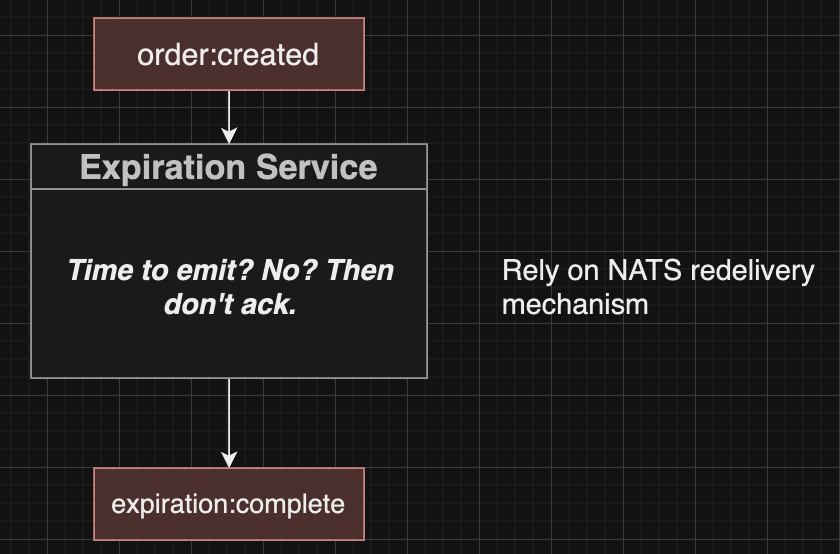 order:created
Expiration Service
Time to emit? No? Then
don't ack.
Rely on NATS redelivery
mechanism
expiration:complete